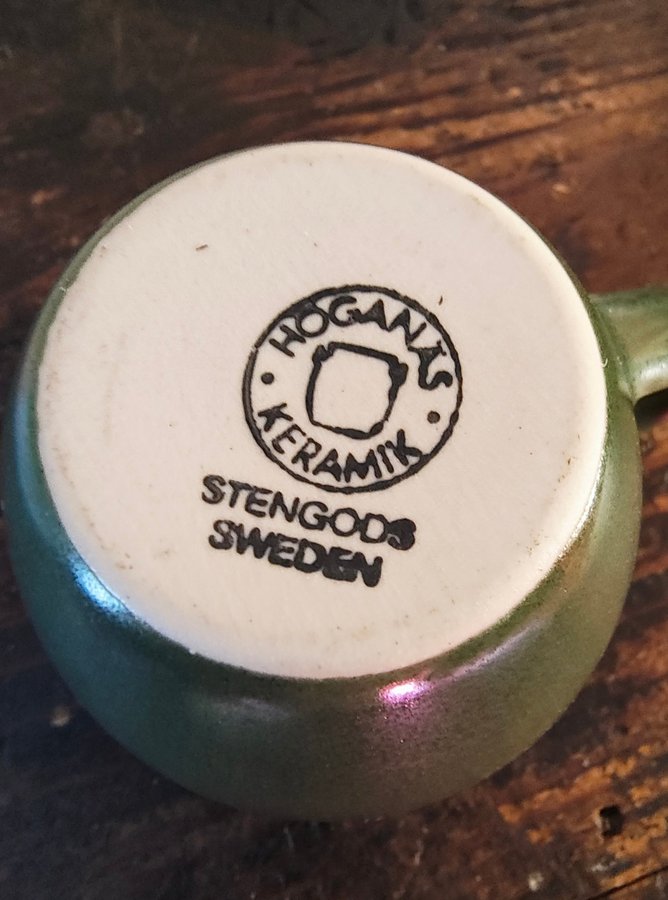 HÖGANÄS
KERAMIK
STENGODS
SWEDEN